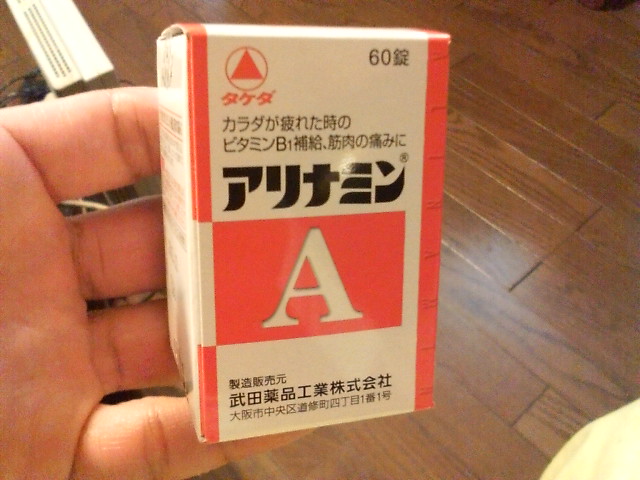 60錠
タケダ
カラダが疲れた時の
ビタミンB1補給、筋肉の痛みに
アリナミン®
A
製造販売元
武田薬品工業株式会社
大阪市中央区道修町四丁目1番1号
ALINAMIN